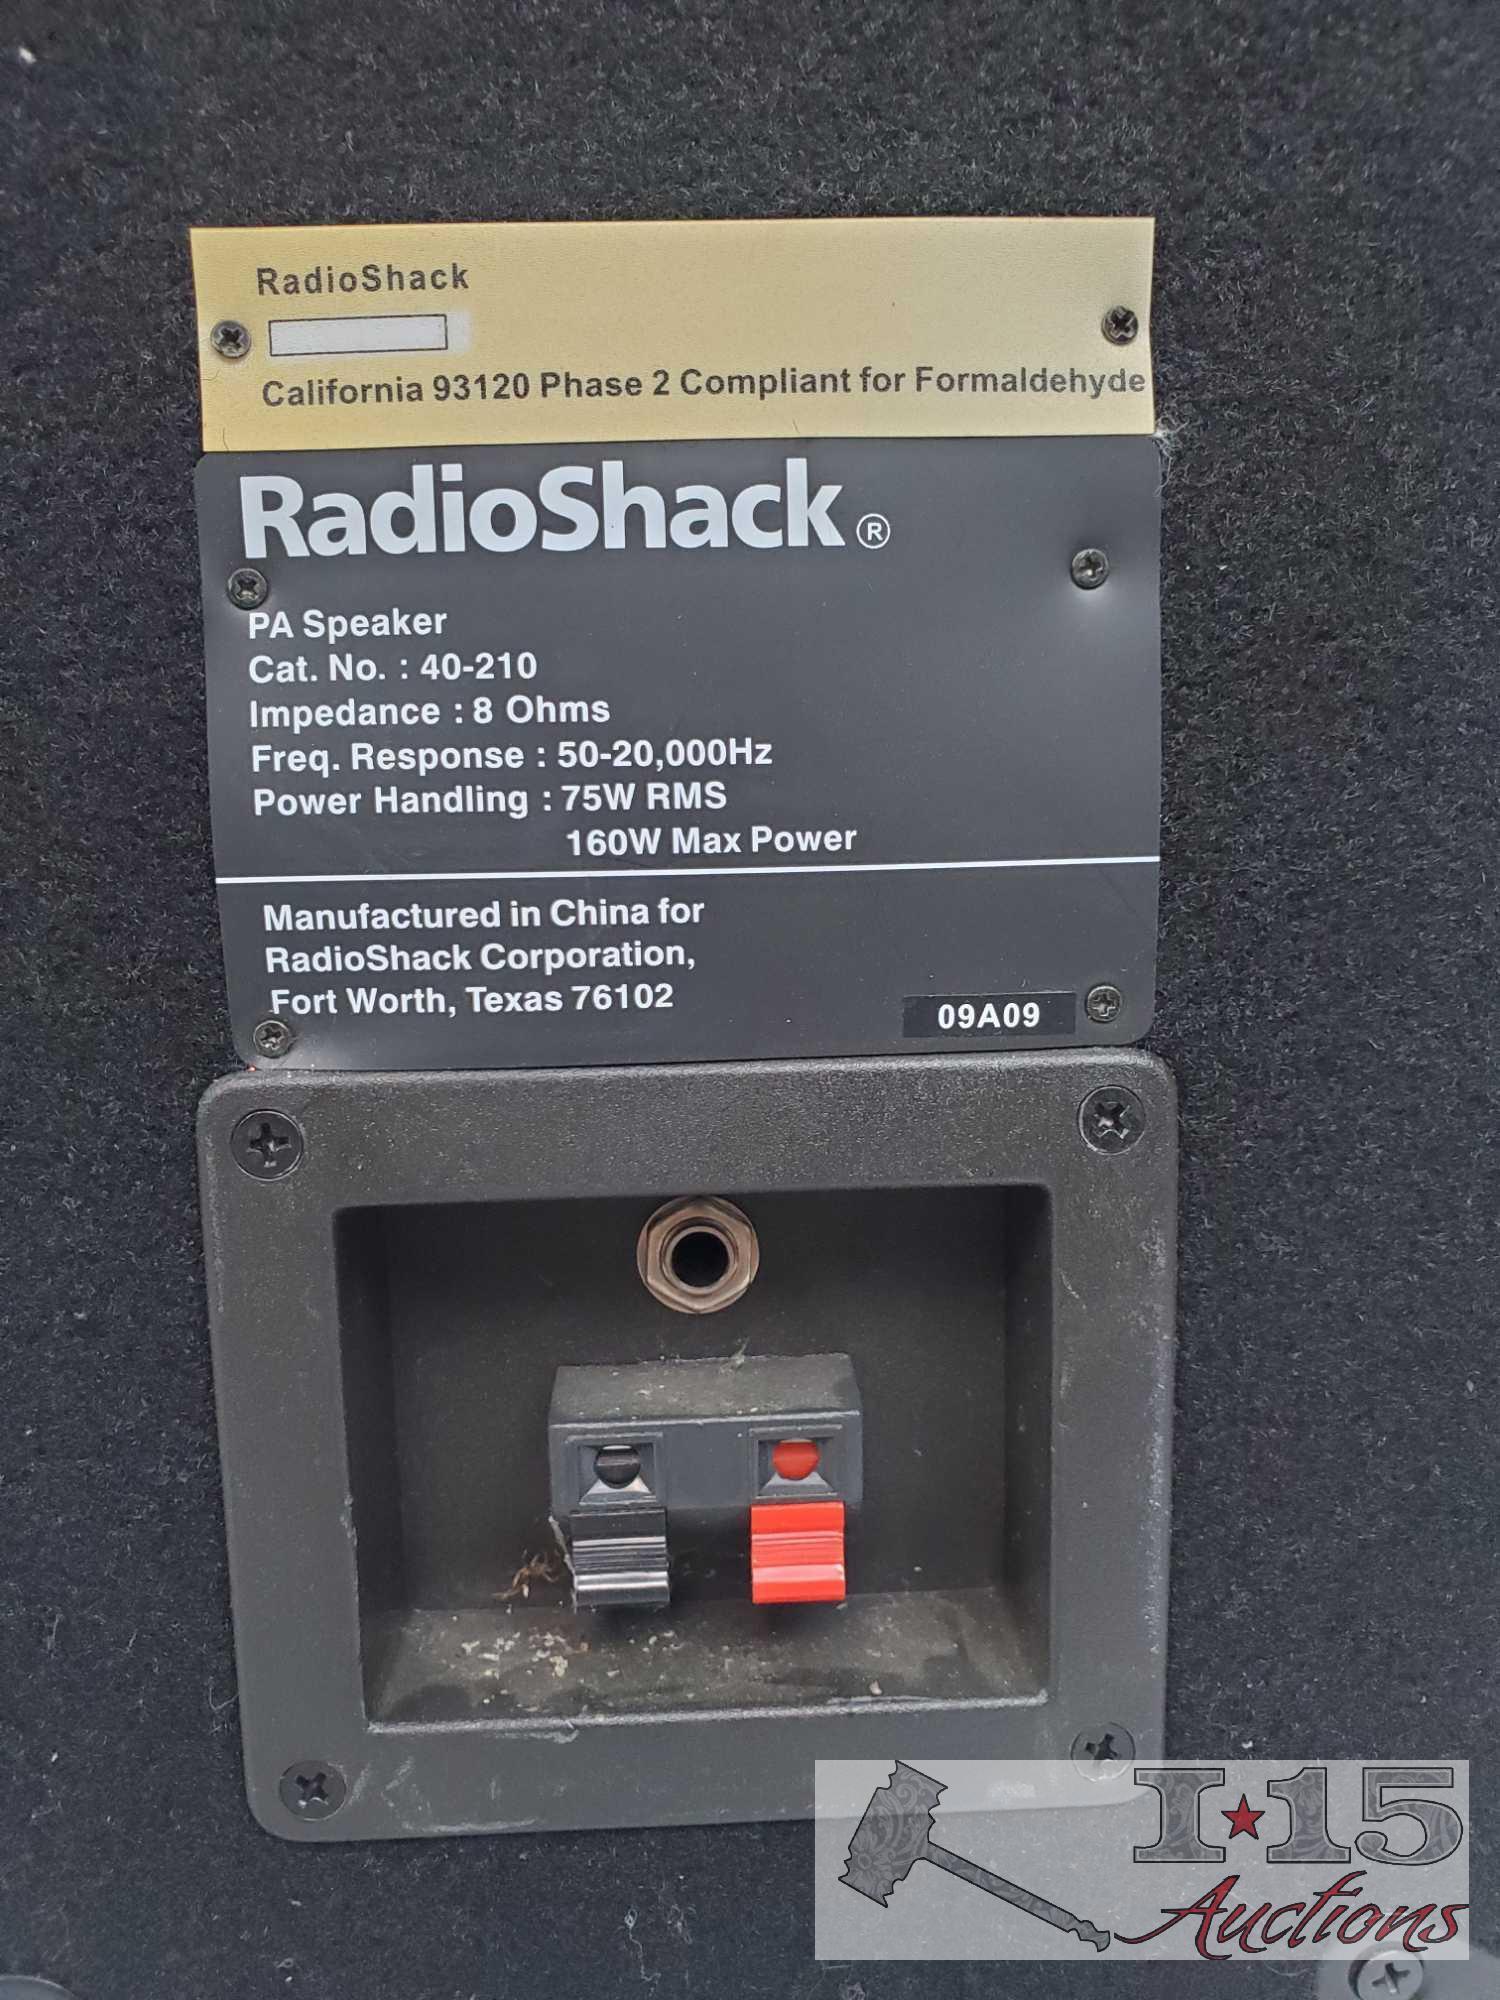 RadioShack
California 93120 Phase 2 Compliant for Formaldehyde
RadioShack®
PA Speaker
Cat. No. : 40-210
Impedance : 8 Ohms
Freq. Response : 50-20,000Hz
Power Handling : 75W RMS
160W Max Power
Manufactured in China for
RadioShack Corporation,
Fort Worth, Texas 76102
09A09
I★15
Auctions